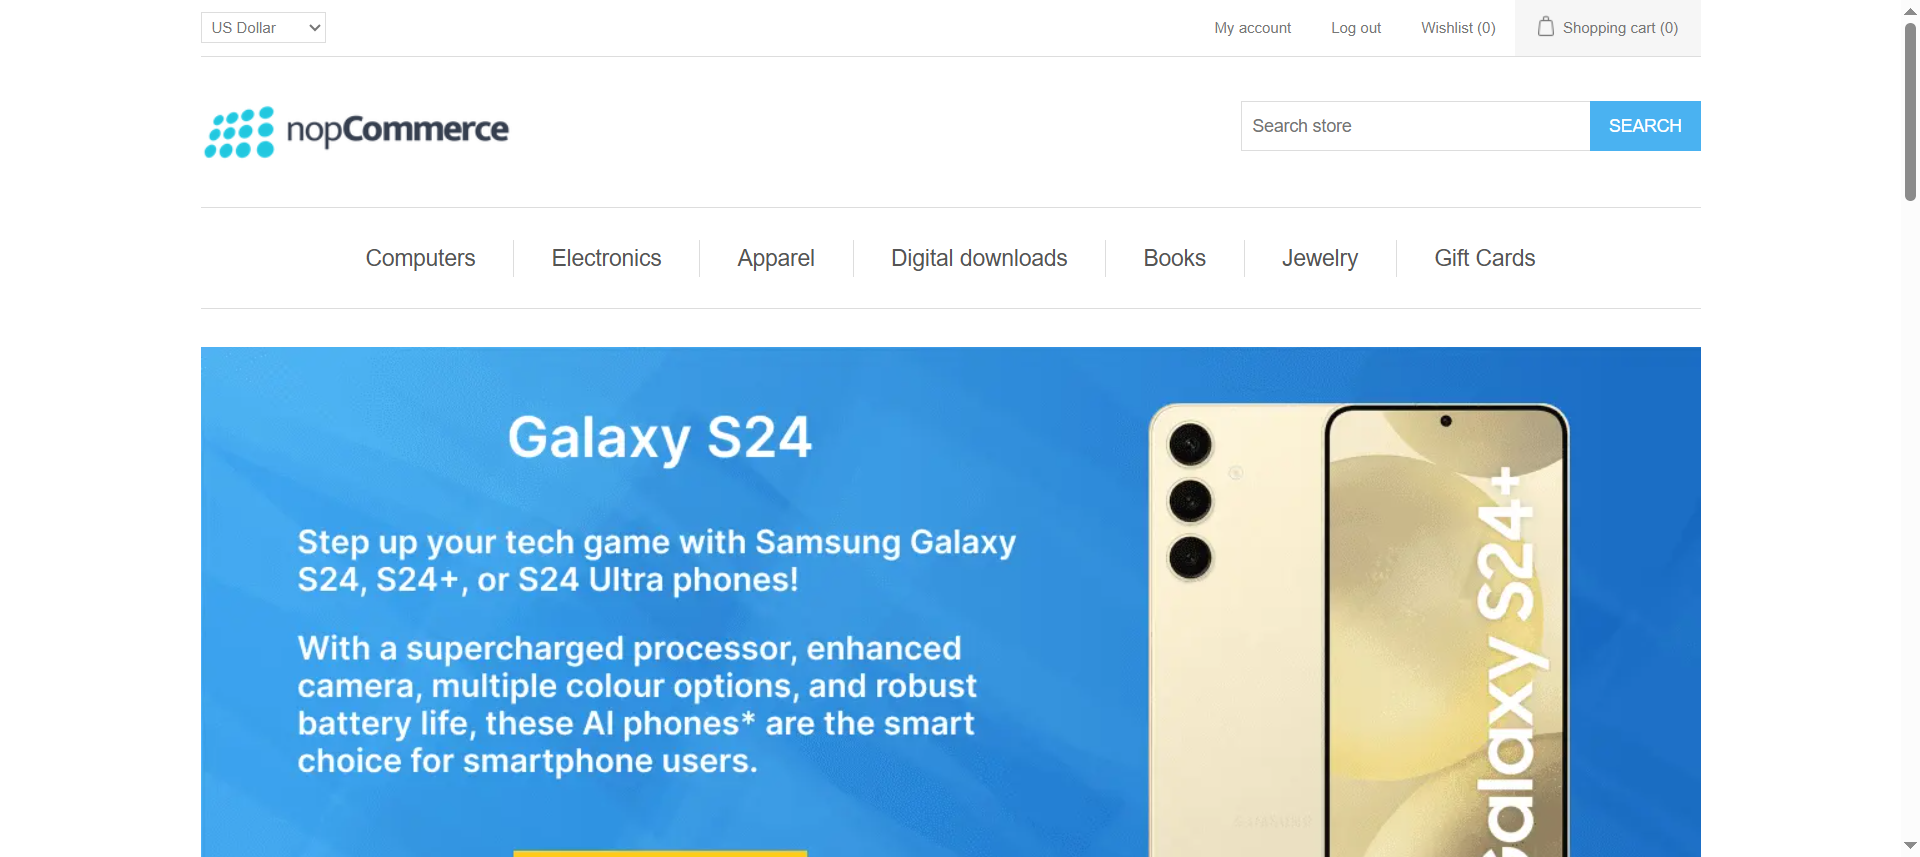 US Dollar
My account
Log out
Wishlist (0)
Shopping cart (0)
nopCommerce
Search store
SEARCH
Computers
Electronics
Apparel
Digital downloads
Books
Jewelry
Gift Cards
Galaxy S24
Step up your tech game with Samsung Galaxy
S24, S24+, or S24 Ultra phones!
With a supercharged processor, enhanced
camera, multiple colour options, and robust
battery life, these AI phones* are the smart
choice for smartphone users.
Galaxy S24+
SAMSUNG